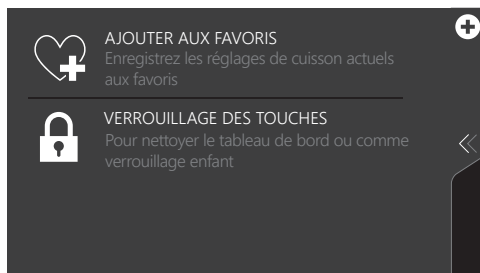 AJOUTER AUX FAVORIS
Enregistrez les réglages de cuisson actuels
aux favoris
VERROUILLAGE DES TOUCHES
Pour nettoyer le tableau de bord ou comme
verrouillage enfant